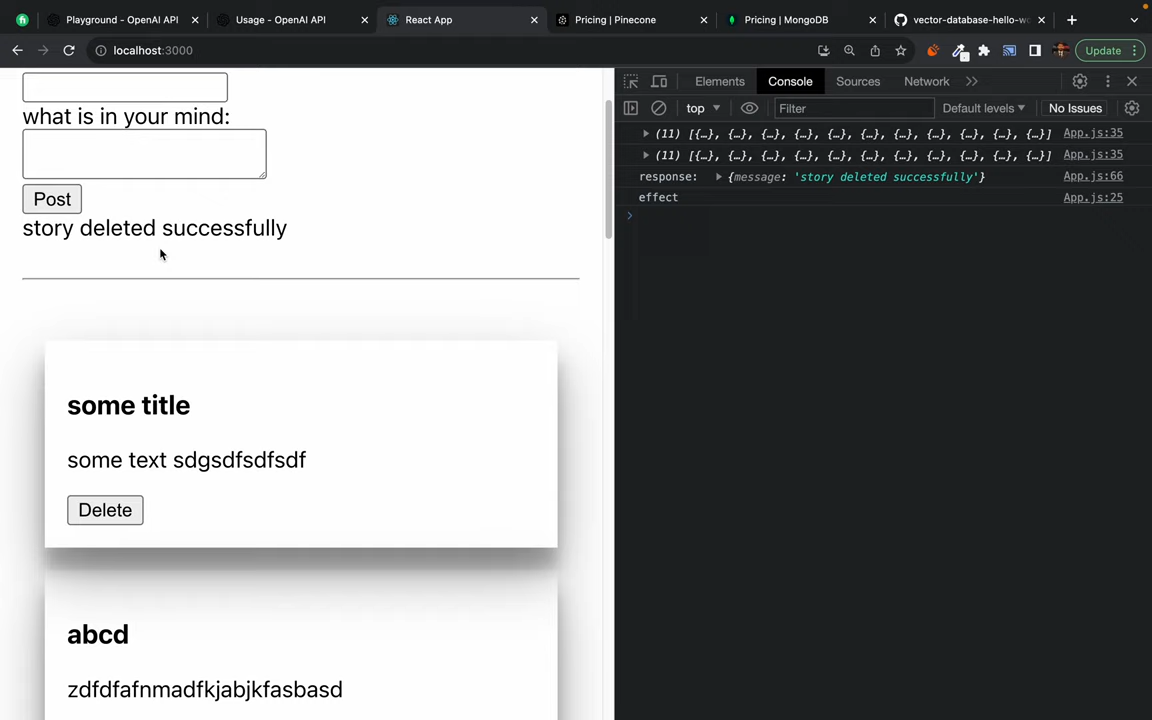 Playground - OpenAI API
Usage - OpenAI API
React App
Pricing | Pinecone
Pricing | MongoDB
vector-database-hello-wo
localhost:3000
Update
what is in your mind:
Post
story deleted successfully
some title
some text sdgsdfsdfsdf
Delete
abcd
zdfdfafnmadfkjabjkfasbasd
Elements
Console
Sources
Network
top
Filter
Default levels
No Issues
(11) [{…}, {…}, {…}, {…}, {…}, {…}, {…}, {…}, {…}, {…}, {…}] App.js:35
(11) [{…}, {…}, {…}, {…}, {…}, {…}, {…}, {…}, {…}, {…}, {…}] App.js:35
response: {message: 'story deleted successfully'} App.js:66
effect App.js:25